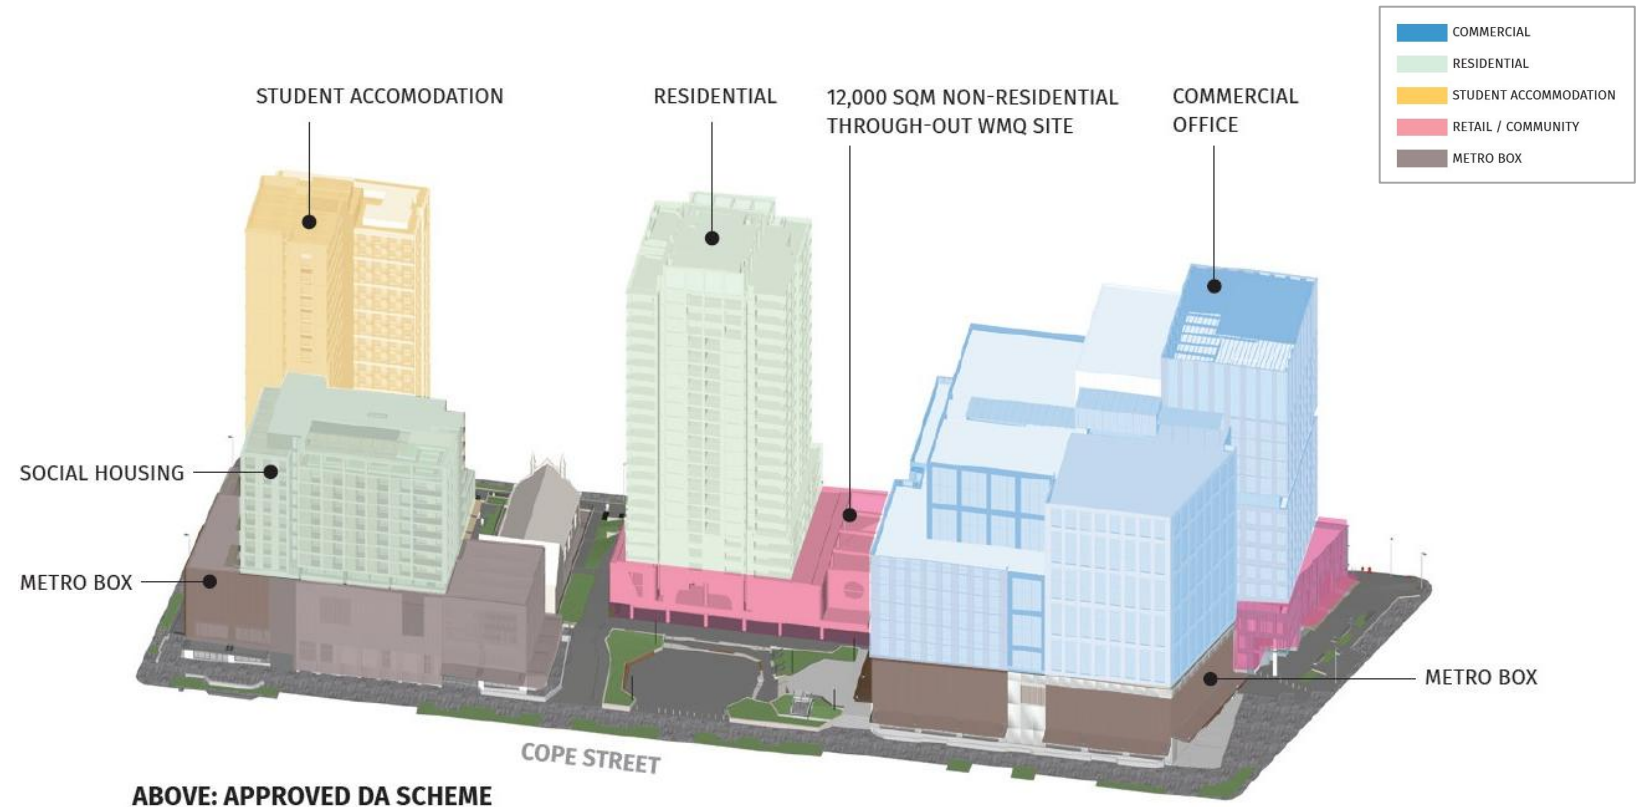 COMMERCIAL
RESIDENTIAL
STUDENT ACCOMMODATION
RETAIL / COMMUNITY
METRO BOX
STUDENT ACCOMODATION
RESIDENTIAL
12,000 SQM NON-RESIDENTIAL
THROUGH-OUT WMQ SITE
COMMERCIAL
OFFICE
SOCIAL HOUSING
METRO BOX
METRO BOX
COPE STREET
ABOVE: APPROVED DA SCHEME